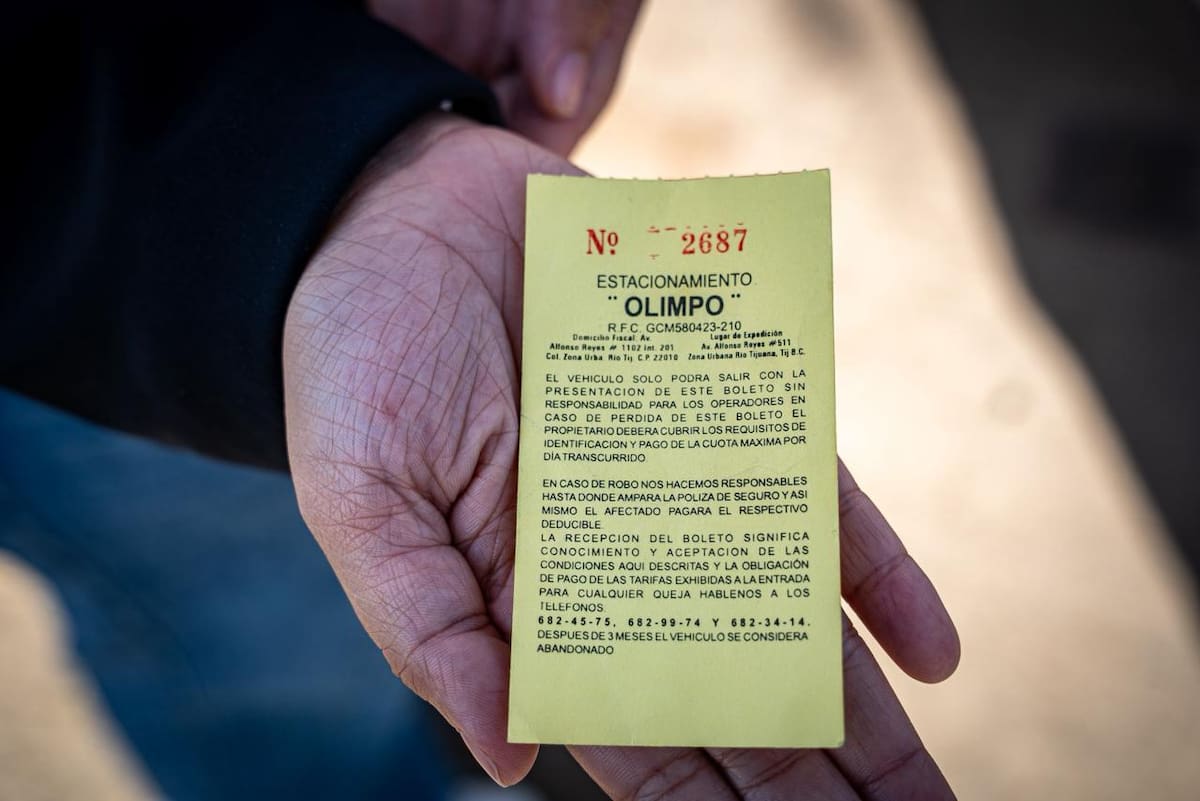 Nº 2687
ESTACIONAMIENTO
"OLIMPO"
R.F.C. GCM580423-210
Domicilio Fiscal. Av.
Alfonso Reyes # 1102 Int. 201
Col. Zona Urba Rio Tij. C.P. 22010
Lugar de Expedición
Av. Alfonso Reyes #511
Zona Urbana Rio Tijuana, Tij B.C.
EL VEHICULO SOLO PODRA SALIR CON LA
PRESENTACION DE ESTE BOLETO SIN
RESPONSABILIDAD PARA LOS OPERADORES EN
CASO DE PERDIDA DE ESTE BOLETO EL
PROPIETARIO DEBERA CUBRIR LOS REQUISITOS DE
IDENTIFICACION Y PAGO DE LA CUOTA MAXIMA POR
DÍA TRANSCURRIDO
EN CASO DE ROBO NOS HACEMOS RESPONSABLES
HASTA DONDE AMPARA LA POLIZA DE SEGURO Y ASI
MISMO EL AFECTADO PAGARA EL RESPECTIVO
DEDUCIBLE.
LA RECEPCION DEL BOLETO SIGNIFICA
CONOCIMIENTO Y ACEPTACION DE LAS
CONDICIONES AQUI DESCRITAS Y LA OBLIGACIÓN
DE PAGO DE LAS TARIFAS EXHIBIDAS A LA ENTRADA
PARA CUALQUIER QUEJA HABLENOS A LOS
TELEFONOS.
682-45-75, 682-99-74 Y 682-34-14.
DESPUES DE 3 MESES EL VEHICULO SE CONSIDERA
ABANDONADO